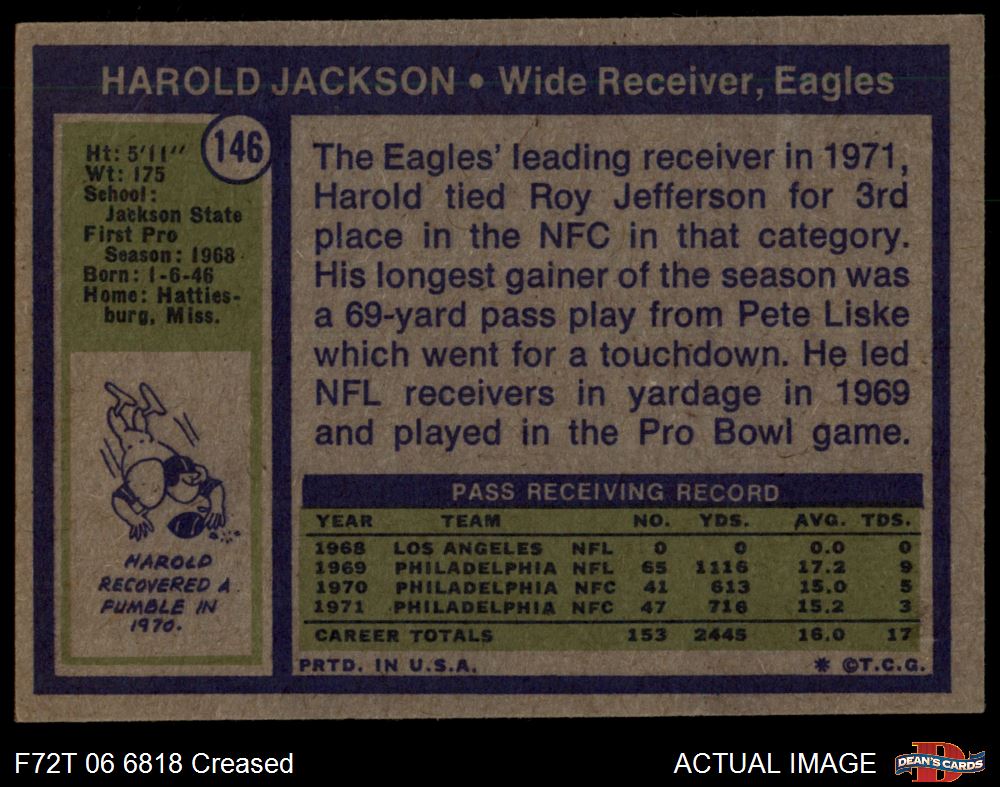 HAROLD JACKSON • Wide Receiver, Eagles
146
Ht: 5'11"
Wt: 175
School:
Jackson State
First Pro
Season: 1968
Born: 1-6-46
Home: Matties-
burg, Miss.
HAROLD
RECOVERED A
FUMBLE IN
1970.
The Eagles' leading receiver in 1971,
Harold tied Roy Jefferson for 3rd
place in the NFC in that category.
His longest gainer of the season was
a 69-yard pass play from Pete Liske
which went for a touchdown. He led
NFL receivers in yardage in 1969
and played in the Pro Bowl game.
PASS RECEIVING RECORD
YEAR TEAM NO. YDS. AVG. TDS.
1968 LOS ANGELES NFL 0 0 0.0 0
1969 PHILADELPHIA NFL 65 1116 17.2 9
1970 PHILADELPHIA NFC 41 613 15.0 5
1971 PHILADELPHIA NFC 47 716 15.2 3
CAREER TOTALS 153 2445 16.0 17
PRTD. IN U.S.A. * ©T.C.G.
F72T 06 6818 Creased
ACTUAL IMAGE
D
DEAN'S CARDS